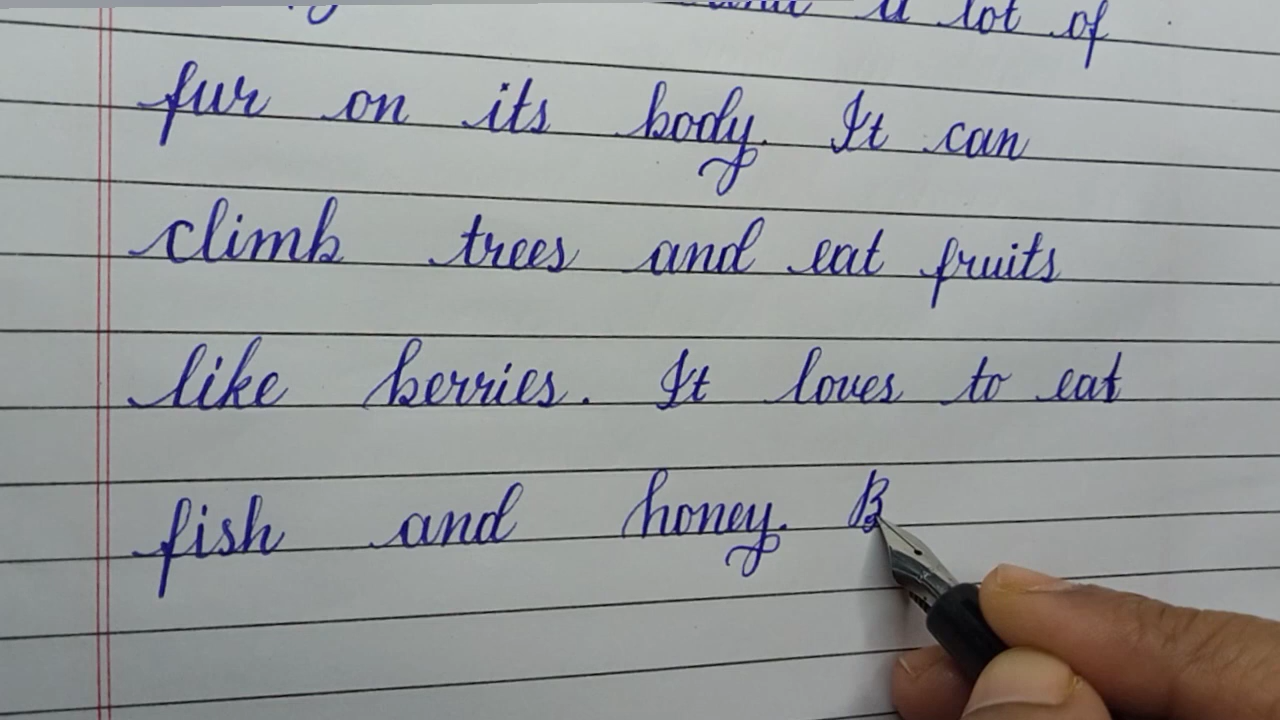 a lot of
fur on its body. It can
climb trees and eat fruits
like berries. It loves to eat
fish and honey. B